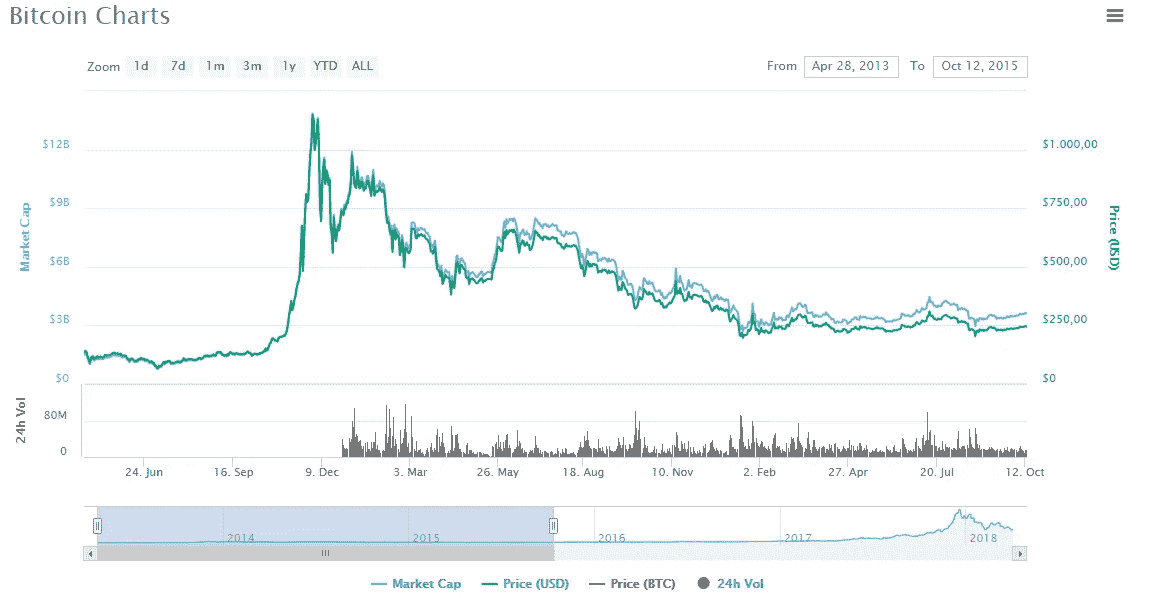 Bitcoin Charts
Zoom 1d 7d 1m 3m 1y YTD ALL
From Apr 28, 2013 To Oct 12, 2015
$12B
$9B
$6B
$3B
$0
Market Cap
$1.000,00
$750,00
$500,00
$250,00
$0
Price (USD)
24h Vol
80M
0
24. Jun 16. Sep 9. Dec 3. Mar 26. May 18. Aug 10. Nov 2. Feb 27. Apr 20. Jul 12. Oct
2014 2015 2016 2017 2018
Market Cap Price (USD) Price (BTC) 24h Vol